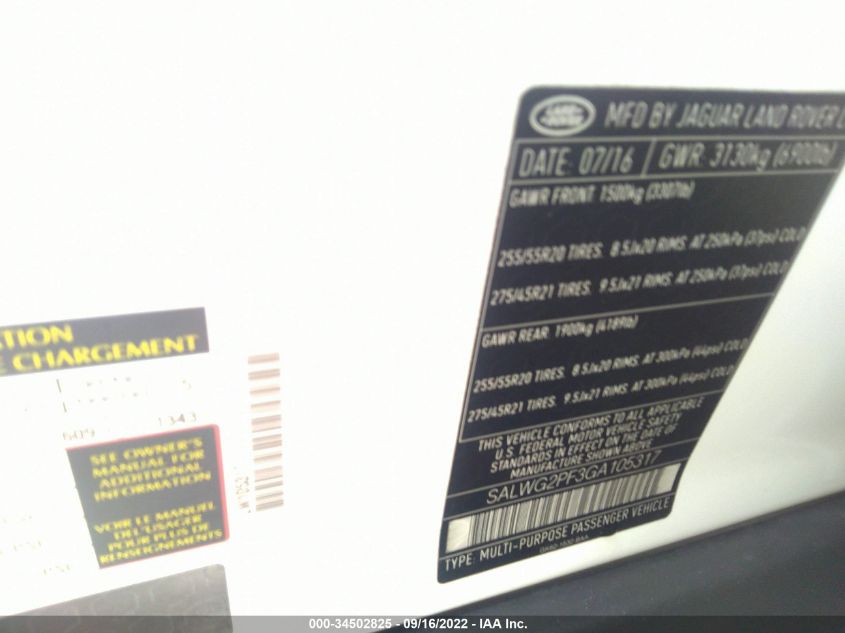 TION
E CHARGEMENT
609 1343
SEE OWNER'S
MANUAL FOR
ADDITIONAL
INFORMATION
VOIR LE MANUEL
DE L'USAGER
POUR PLUS DE
RENSEIGNEMENTS
LAND
ROVER
MFD BY JAGUAR LAND ROVER L
DATE: 07/16 GWR: 3130kg (6900lb)
GAWR FRONT: 1500kg (3307lb)
255/55R20 TIRES. 8.5Jx20 RIMS. AT 250kPa (37psi) COLD
275/45R21 TIRES. 9.5Jx21 RIMS. AT 250kPa (37psi) COLD
GAWR REAR: 1900kg (4189lb)
255/55R20 TIRES. 8.5Jx20 RIMS. AT 300kPa (44psi) COLD
275/45R21 TIRES. 9.5Jx21 RIMS. AT 300kPa (44psi) COLD
THIS VEHICLE CONFORMS TO ALL APPLICABLE
U.S. FEDERAL MOTOR VEHICLE SAFETY
STANDARDS IN EFFECT ON THE DATE OF
MANUFACTURE SHOWN ABOVE.
SALWG2PF3GA105317
TYPE: MULTI-PURPOSE PASSENGER VEHICLE
000-34502825 - 09/16/2022 - IAA Inc.